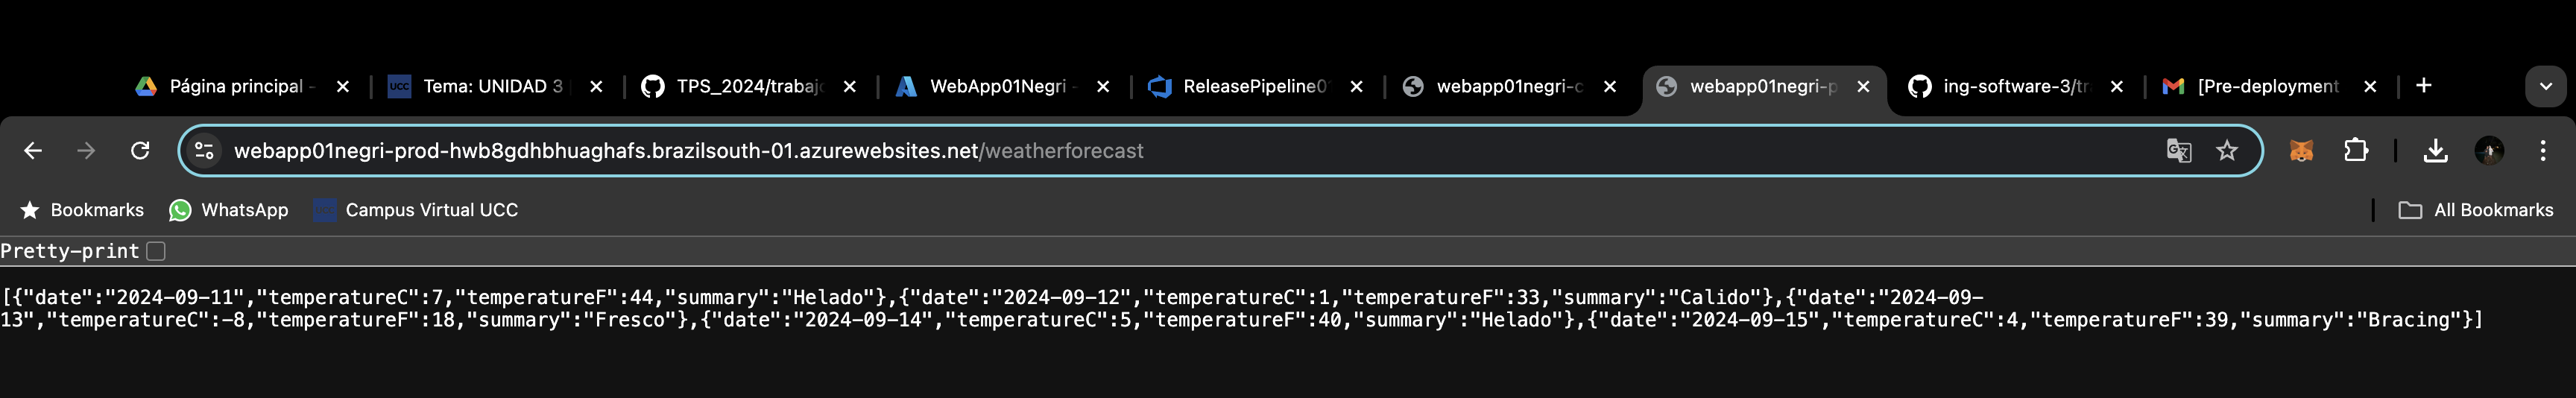 Página principal -
UCC
Tema: UNIDAD 3
TPS_2024/trabajo
WebApp01Negri -
ReleasePipeline01
webapp01negri-
webapp01negri-p
ing-software-3/tr
[Pre-deployment
webapp01negri-prod-hwb8gdhbhuaghafs.brazilsouth-01.azurewebsites.net/weatherforecast
Bookmarks
WhatsApp
Campus Virtual UCC
All Bookmarks
Pretty-print
[{"date":"2024-09-11","temperatureC":7,"temperatureF":44,"summary":"Helado"},{"date":"2024-09-12","temperatureC":1,"temperatureF":33,"summary":"Calido"},{"date":"2024-09-
13","temperatureC":-8,"temperatureF":18,"summary":"Fresco"},{"date":"2024-09-14","temperatureC":5,"temperatureF":40,"summary":"Helado"},{"date":"2024-09-15","temperatureC":4,"temperatureF":39,"summary":"Bracing"}]